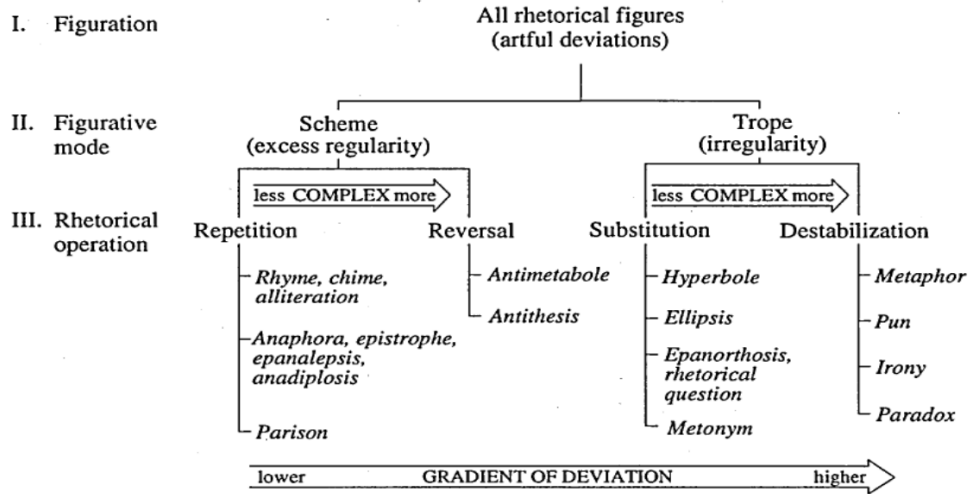 I. Figuration
All rhetorical figures
(artful deviations)
II. Figurative
mode
Scheme
(excess regularity)
Trope
(irregularity)
less COMPLEX more
less COMPLEX more
III. Rhetorical
operation
Repetition
Reversal
Substitution
Destabilization
Rhyme, chime,
alliteration
Anaphora, epistrophe,
epanalepsis,
anadiplosis
Parison
Antimetabole
Antithesis
Hyperbole
Ellipsis
Epanorthosis,
rhetorical
question
Metonym
Metaphor
Pun
Irony
Paradox
lower GRADIENT OF DEVIATION higher